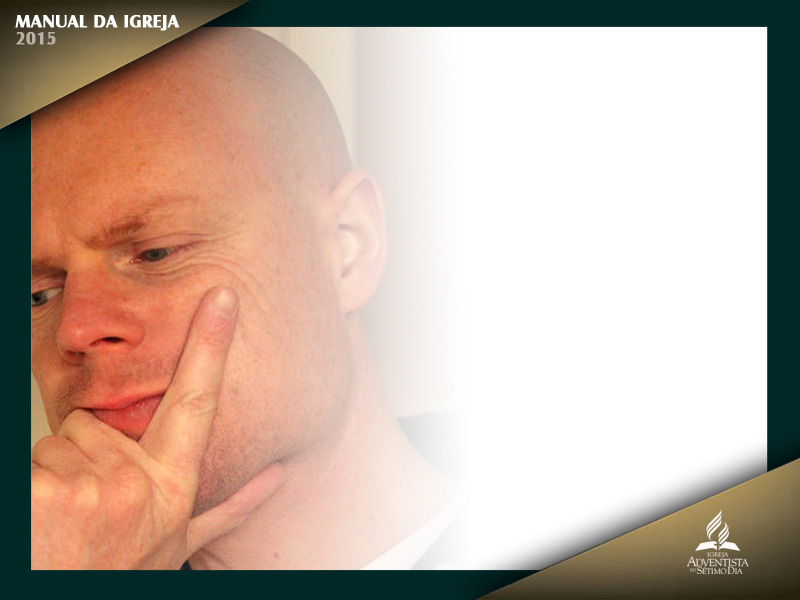 MANUAL DA IGREJA
2015
IGREJA
ADVENTISTA
DO SÉTIMO DIA